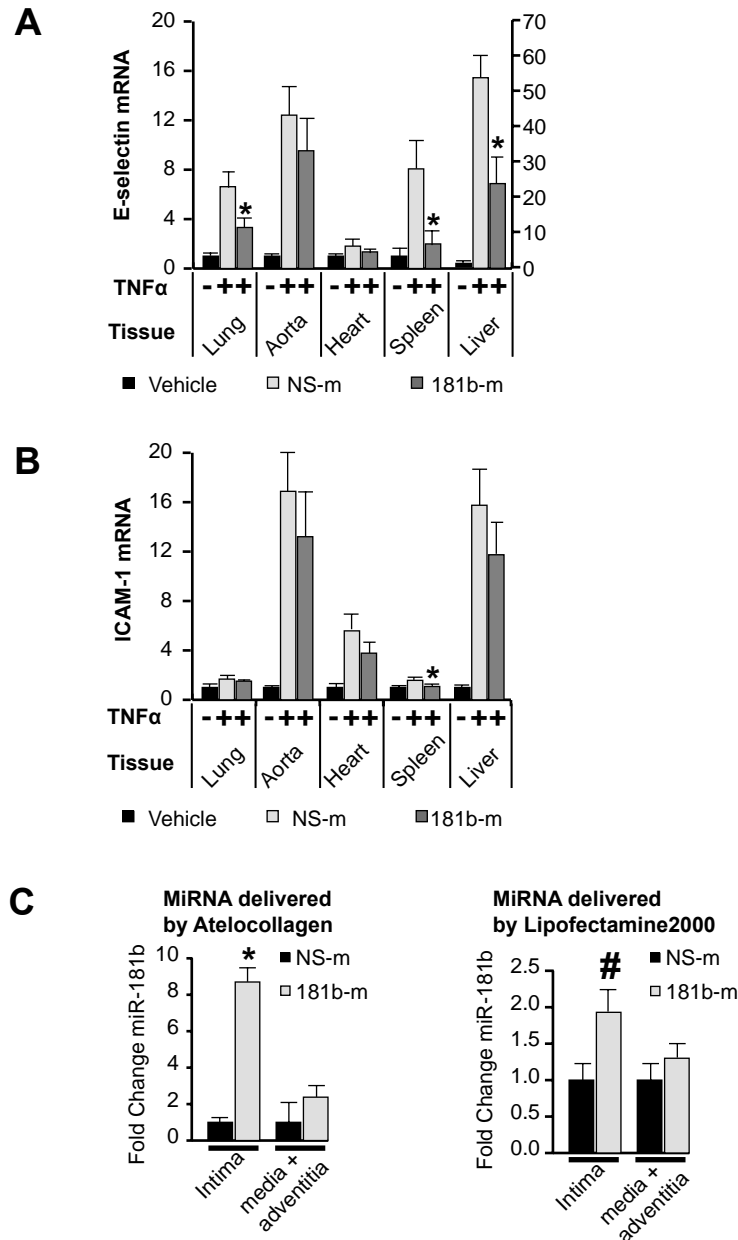 A
E-selectin mRNA
20
16
12
8
4
0
70
60
50
40
30
20
10
0
*
*
*
TNFα
- + + - + + - + + - + + - + +
Tissue
Lung
Aorta
Heart
Spleen
Liver
Vehicle NS-m 181b-m
B
ICAM-1 mRNA
20
16
12
8
4
0
*
TNFα
- + + - + + - + + - + + - + +
Tissue
Lung
Aorta
Heart
Spleen
Liver
Vehicle NS-m 181b-m
C
MiRNA delivered
by Atelocollagen
Fold Change miR-181b
10
8
6
4
2
0
*
NS-m
181b-m
Intima
media +
adventitia
MiRNA delivered
by Lipofectamine2000
Fold Change miR-181b
2.5
2.0
1.5
1.0
0.5
0.0
#
NS-m
181b-m
Intima
media +
adventitia